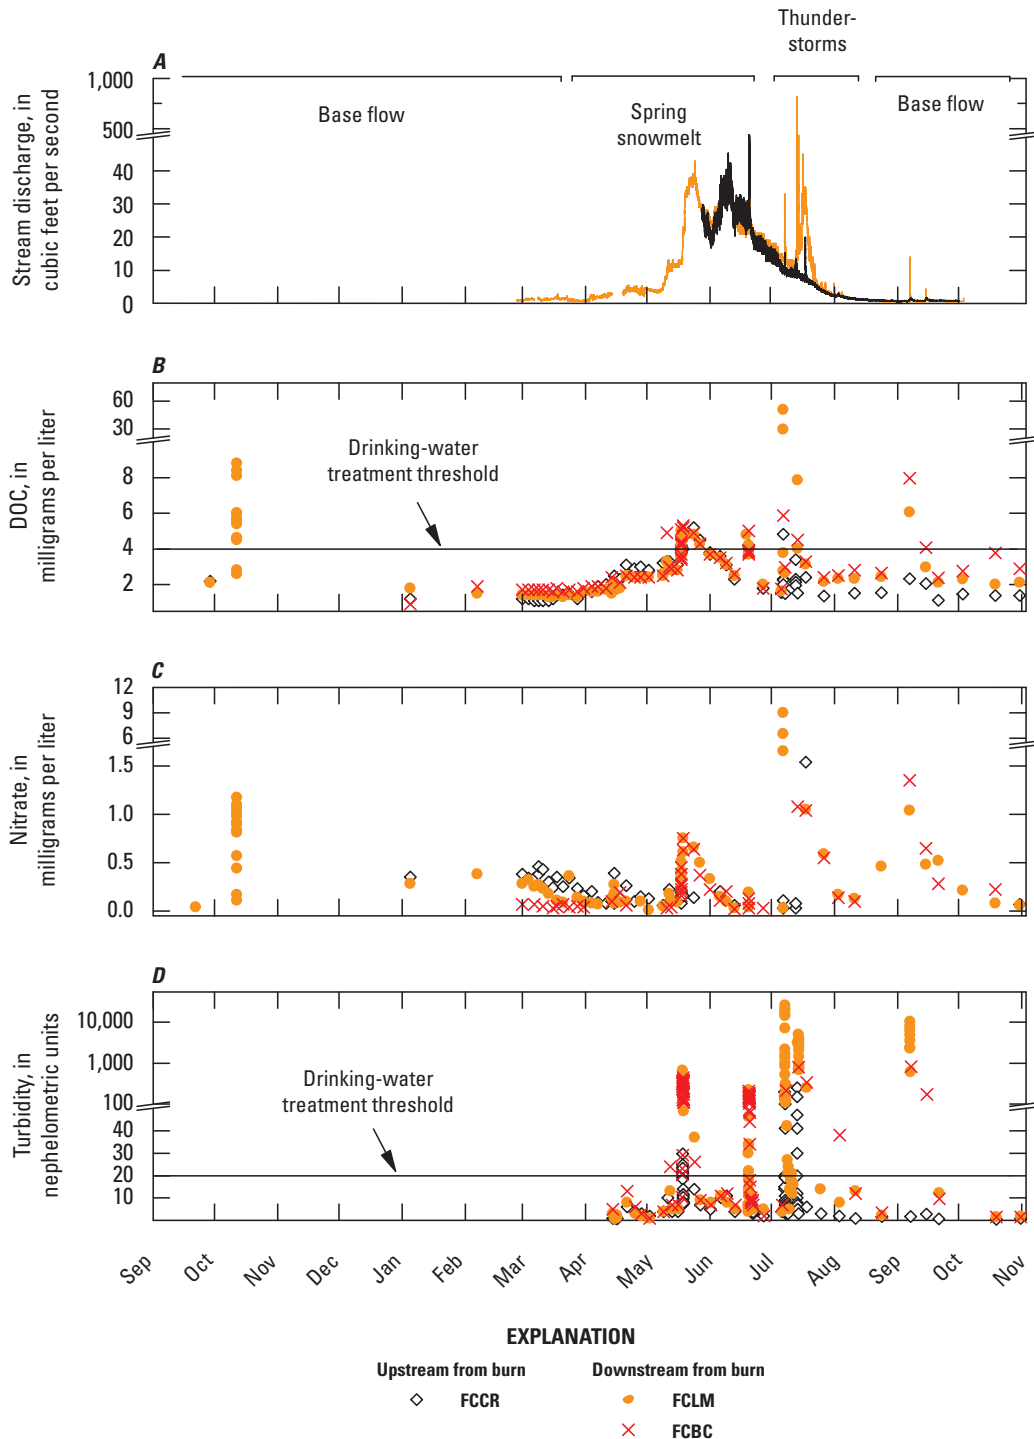 Thunder-
storms
A
Base flow
Spring
snowmelt
Base flow
Stream discharge, in
cubic feet per second
1,000
500
40
30
20
10
0
B
DOC, in
milligrams per liter
60
30
8
6
4
2
Drinking-water
treatment threshold
C
Nitrate, in
milligrams per liter
12
9
6
1.5
1.0
0.5
0.0
D
Turbidity, in
nephelometric units
10,000
1,000
100
40
30
20
10
Drinking-water
treatment threshold
Sep Oct Nov Dec Jan Feb Mar Apr May Jun Jul Aug Sep Oct Nov
EXPLANATION
Upstream from burn
FCCR
Downstream from burn
FCLM
FCBC